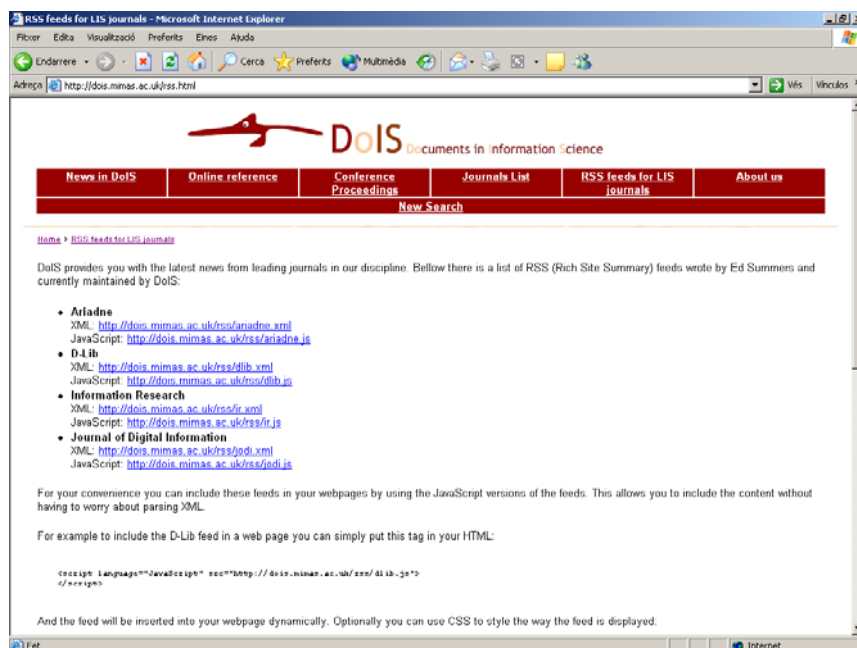 RSS feeds for LIS journals - Microsoft Internet Explorer
Fitxer Edita Visualització Preferits Eines Ajuda
Endarrere Cerca Preferits Multimèdia
Adreça http://dois.mimas.ac.uk/rss.html Vés Vínculos
DoIS Documents in Information Science
News in DoIS Online reference Conference Proceedings Journals List RSS feeds for LIS journals About us
New Search
Home > RSS feeds for LIS journals
DoIS provides you with the latest news from leading journals in our discipline. Bellow there is a list of RSS (Rich Site Summary) feeds wrote by Ed Summers and
currently maintained by DoIS:
• Ariadne
XML: http://dois.mimas.ac.uk/rss/ariadne.xml
JavaScript: http://dois.mimas.ac.uk/rss/ariadne.js
• D-Lib
XML: http://dois.mimas.ac.uk/rss/dlib.xml
JavaScript: http://dois.mimas.ac.uk/rss/dlib.js
• Information Research
XML: http://dois.mimas.ac.uk/rss/ir.xml
JavaScript: http://dois.mimas.ac.uk/rss/ir.js
• Journal of Digital Information
XML: http://dois.mimas.ac.uk/rss/jodi.xml
JavaScript: http://dois.mimas.ac.uk/rss/jodi.js
For your convenience you can include these feeds in your webpages by using the JavaScript versions of the feeds. This allows you to include the content without
having to worry about parsing XML.
For example to include the D-Lib feed in a web page you can simply put this tag in your HTML:
<script language="JavaScript" src="http://dois.mimas.ac.uk/rss/dlib.js">
</script>
And the feed will be inserted into your webpage dynamically. Optionally you can use CSS to style the way the feed is displayed:
Fet Internet